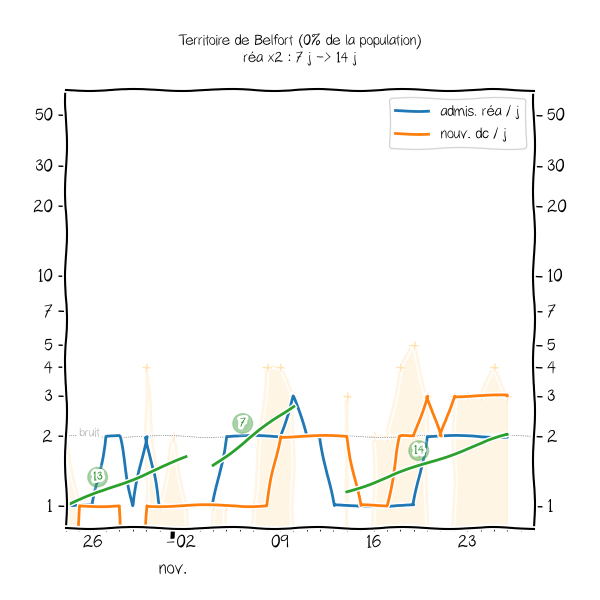 Territoire de Belfort (0% de la population)
réa x2 : 7 j -> 14 j
admis. réa / j
nouv. dc / j
50 50
30 30
20 20
10 10
7 7
5 5
4 4
3 3
2 bruit 2
7
14
13
1 1
26 02 09 16 23
nov.